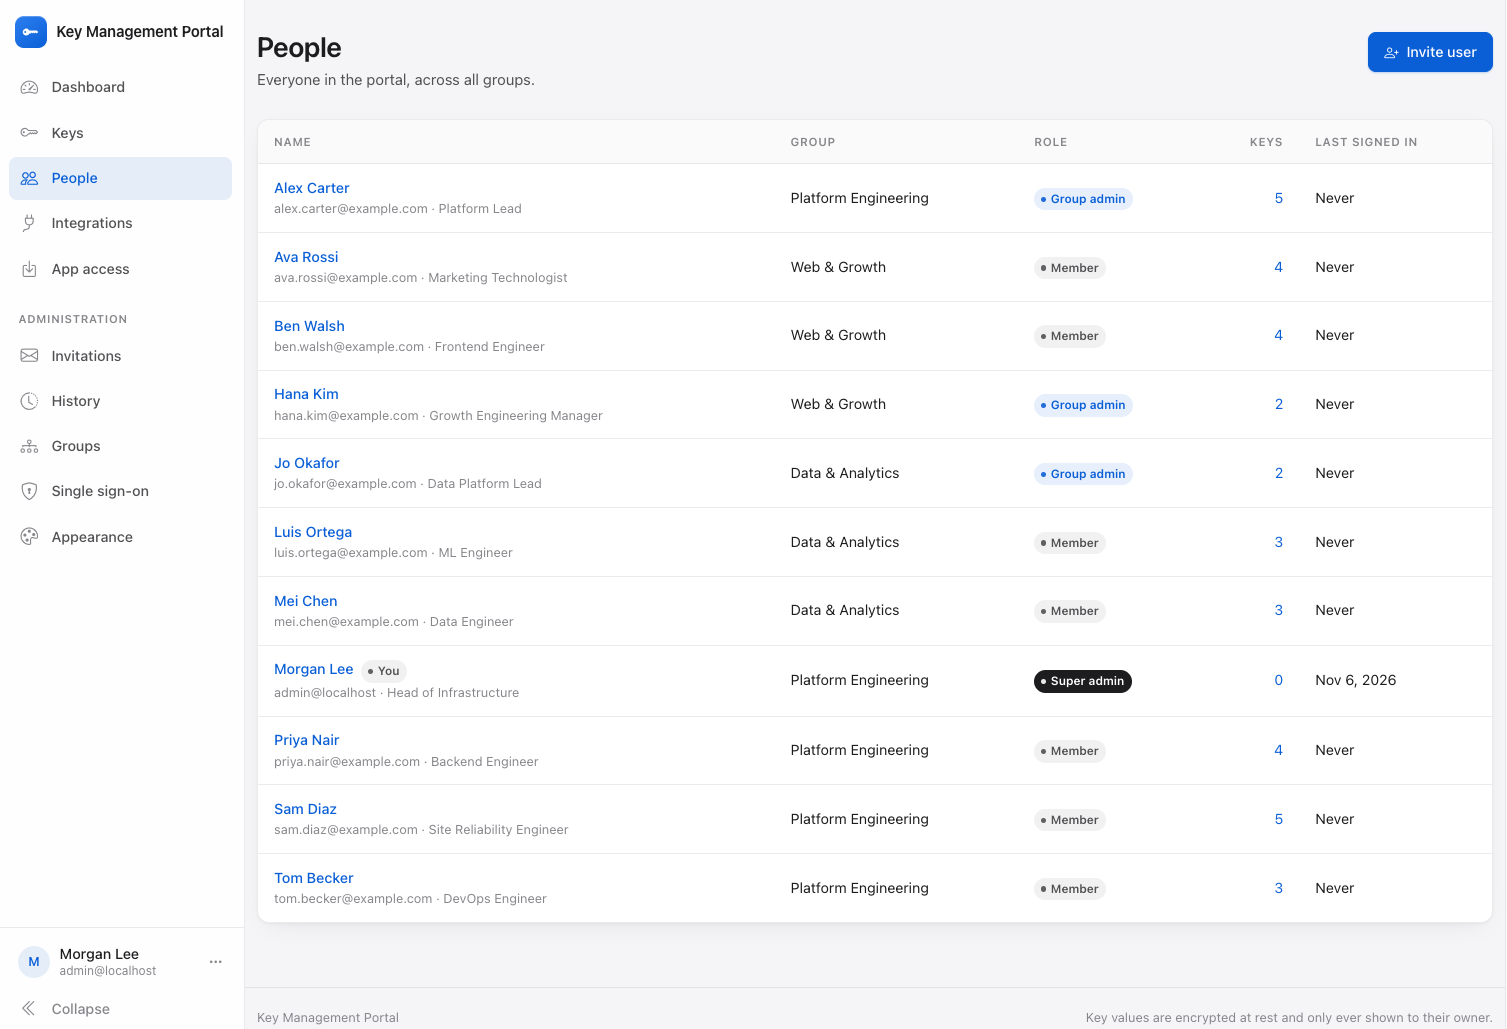 Key Management Portal
Dashboard
Keys
People
Integrations
App access
ADMINISTRATION
Invitations
History
Groups
Single sign-on
Appearance
M
Morgan Lee
admin@localhost
Collapse
People
Everyone in the portal, across all groups.
Invite user
NAME GROUP ROLE KEYS LAST SIGNED IN
Alex Carter
alex.carter@example.com · Platform Lead
Platform Engineering Group admin 5 Never
Ava Rossi
ava.rossi@example.com · Marketing Technologist
Web & Growth Member 4 Never
Ben Walsh
ben.walsh@example.com · Frontend Engineer
Web & Growth Member 4 Never
Hana Kim
hana.kim@example.com · Growth Engineering Manager
Web & Growth Group admin 2 Never
Jo Okafor
jo.okafor@example.com · Data Platform Lead
Data & Analytics Group admin 2 Never
Luis Ortega
luis.ortega@example.com · ML Engineer
Data & Analytics Member 3 Never
Mei Chen
mei.chen@example.com · Data Engineer
Data & Analytics Member 3 Never
Morgan Lee You
admin@localhost · Head of Infrastructure
Platform Engineering Super admin 0 Nov 6, 2026
Priya Nair
priya.nair@example.com · Backend Engineer
Platform Engineering Member 4 Never
Sam Diaz
sam.diaz@example.com · Site Reliability Engineer
Platform Engineering Member 5 Never
Tom Becker
tom.becker@example.com · DevOps Engineer
Platform Engineering Member 3 Never
Key Management Portal
Key values are encrypted at rest and only ever shown to their owner.